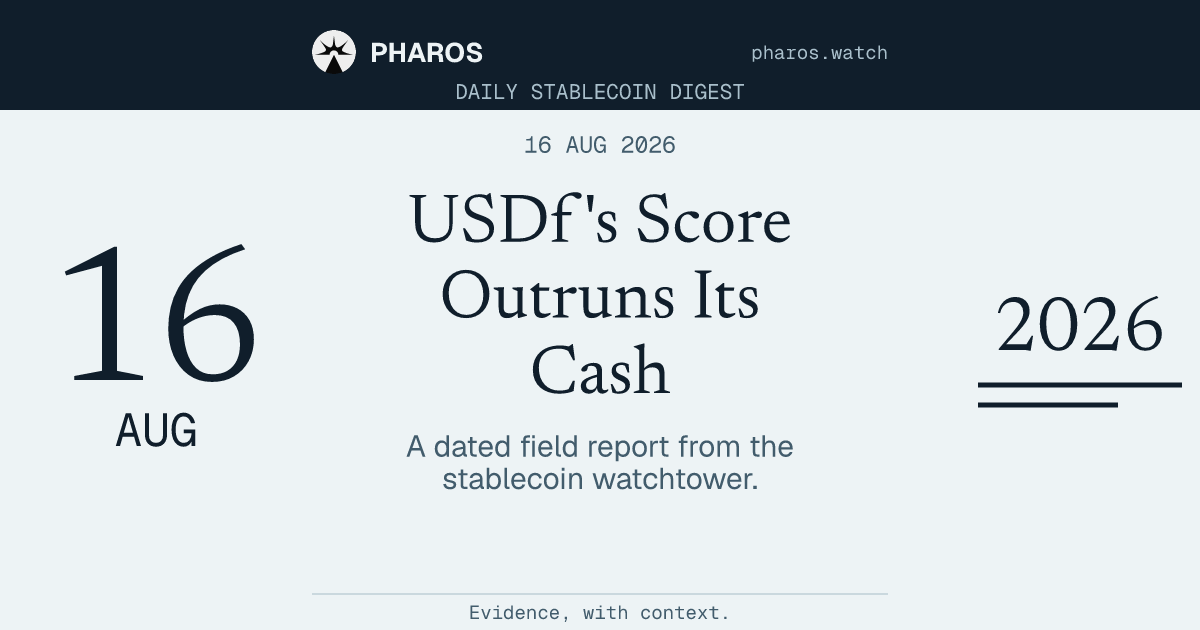 PHAROS
pharos.watch
DAILY STABLECOIN DIGEST
16 AUG 2026
USDf's Score
Outruns Its
Cash
A dated field report from the
stablecoin watchtower.
16
AUG
2026
Evidence, with context.